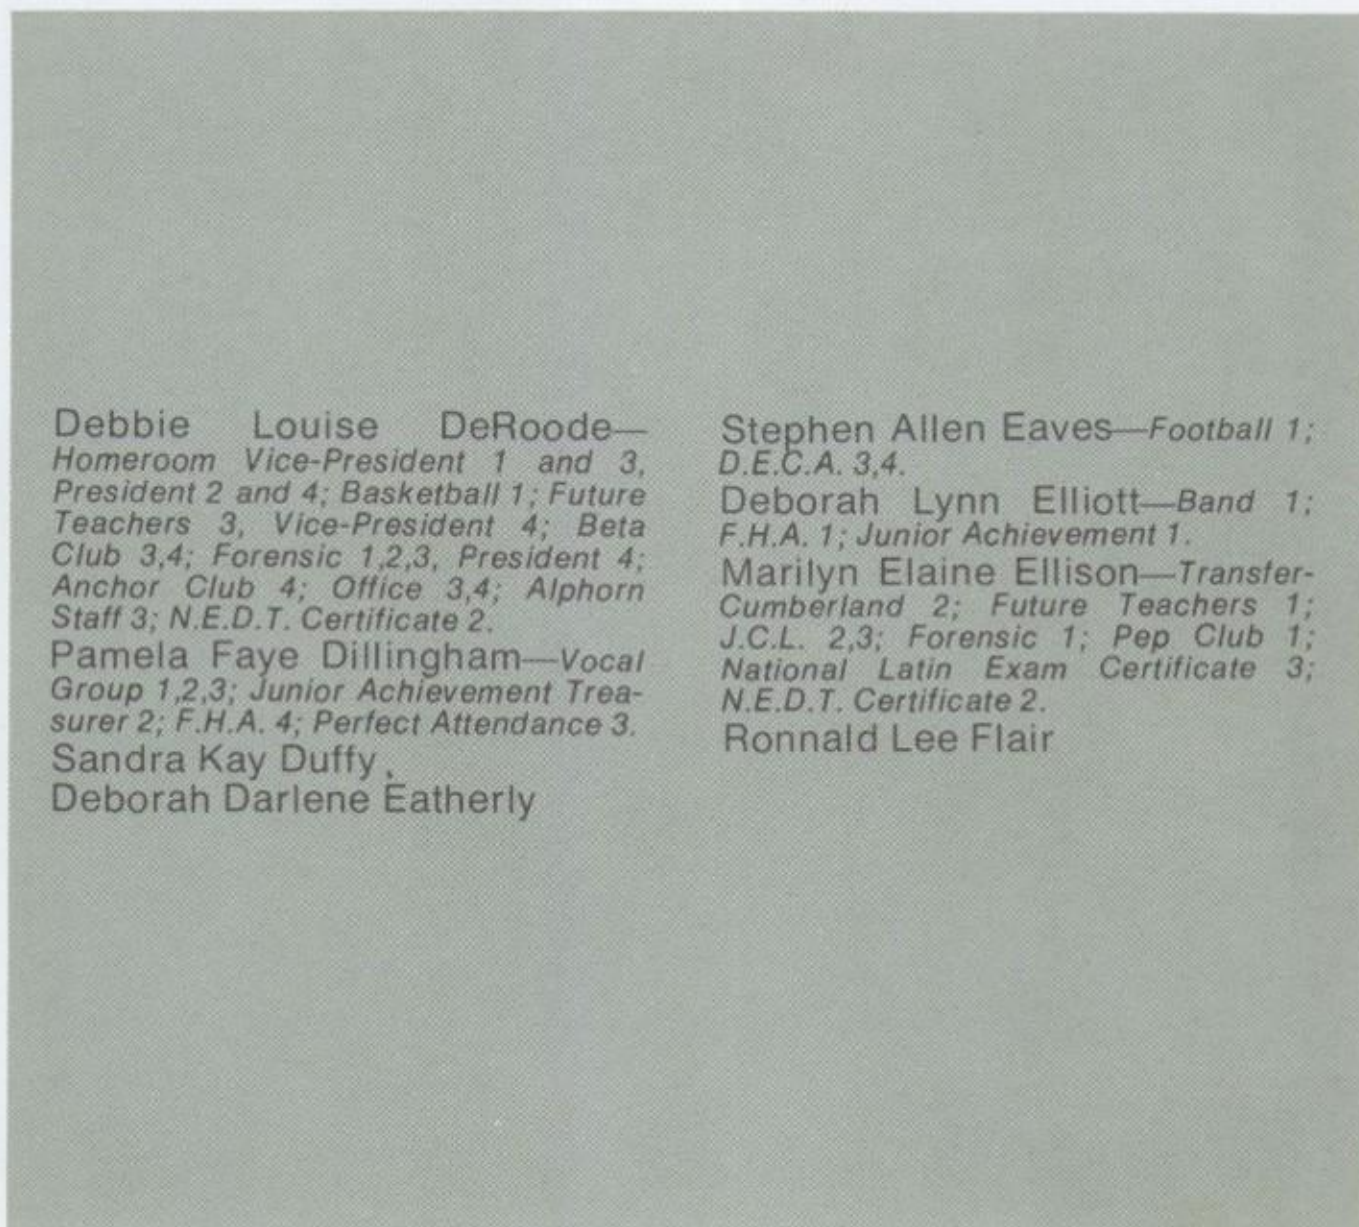 Debbie Louise DeRoode—
Homeroom Vice-President 1 and 3,
President 2 and 4; Basketball 1; Future
Teachers 3, Vice-President 4; Beta
Club 3,4; Forensic 1,2,3, President 4;
Anchor Club 4; Office 3,4; Alphorn
Staff 3; N.E.D.T. Certificate 2.
Pamela Faye Dillingham—Vocal
Group 1,2,3; Junior Achievement Trea-
surer 2; F.H.A. 4; Perfect Attendance 3.
Sandra Kay Duffy
Deborah Darlene Eatherly
Stephen Allen Eaves—Football 1;
D.E.C.A. 3,4.
Deborah Lynn Elliott—Band 1;
F.H.A. 1; Junior Achievement 1.
Marilyn Elaine Ellison—Transfer-
Cumberland 2; Future Teachers 1;
J.C.L. 2,3; Forensic 1; Pep Club 1;
National Latin Exam Certificate 3;
N.E.D.T. Certificate 2.
Ronnald Lee Flair